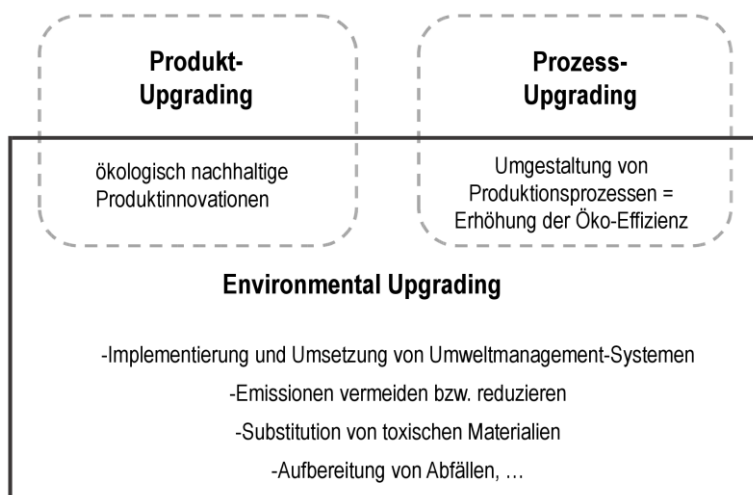 Produkt-
Upgrading
ökologisch nachhaltige
Produktinnovationen
Prozess-
Upgrading
Umgestaltung von
Produktionsprozessen =
Erhöhung der Öko-Effizienz
Environmental Upgrading
-Implementierung und Umsetzung von Umweltmanagement-Systemen
-Emissionen vermeiden bzw. reduzieren
-Substitution von toxischen Materialien
-Aufbereitung von Abfällen, …